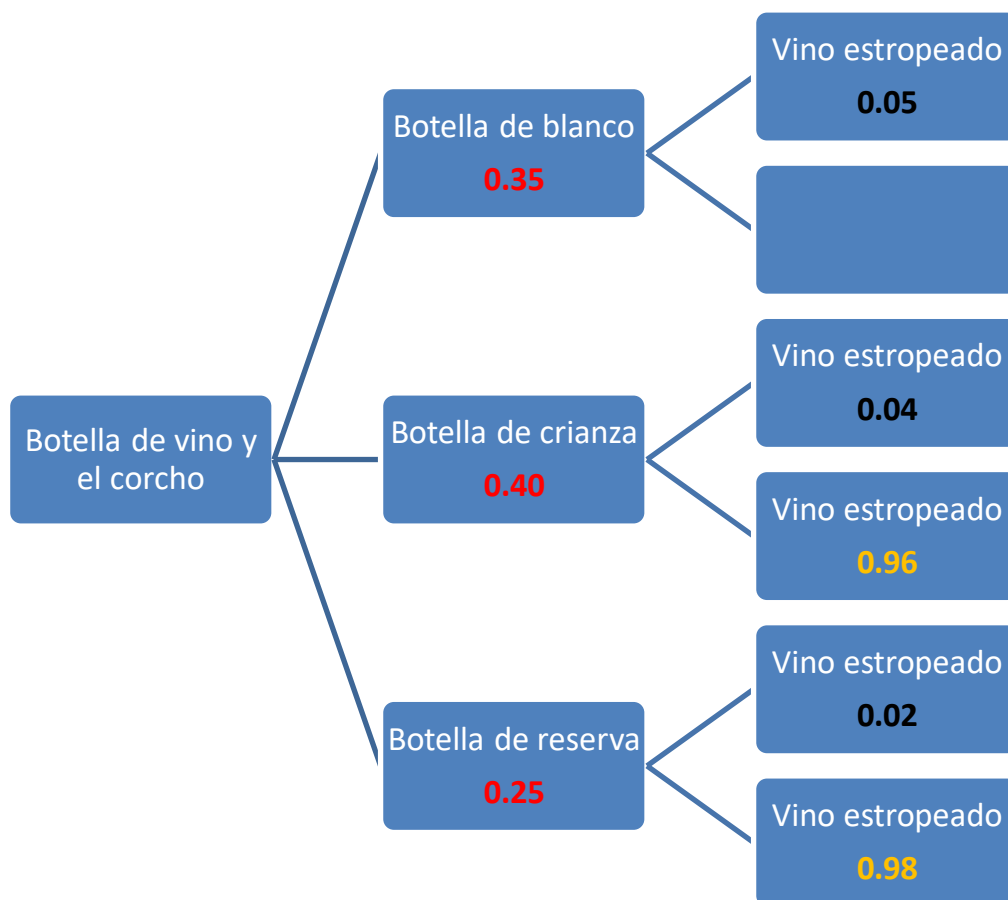 Vino estropeado
0.05
Botella de blanco
0.35
Vino estropeado
0.04
Botella de vino y
el corcho
Botella de crianza
0.40
Vino estropeado
0.96
Vino estropeado
0.02
Botella de reserva
0.25
Vino estropeado
0.98